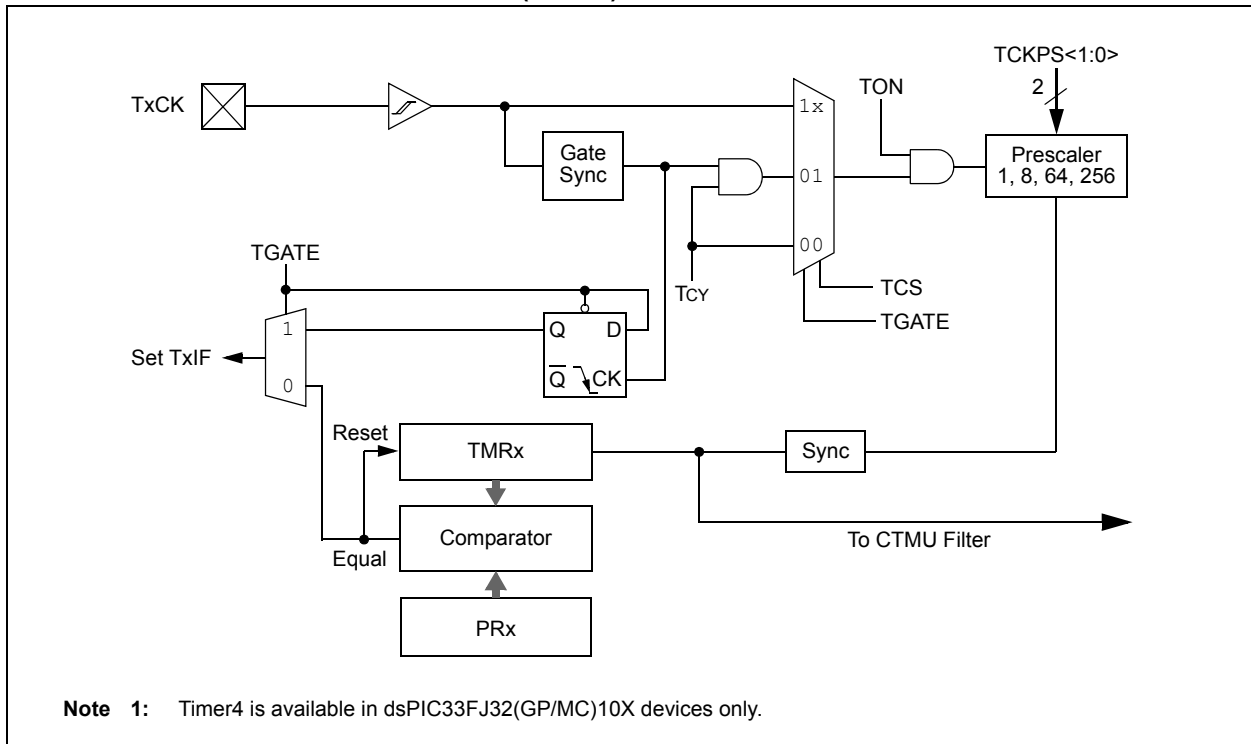 TCKPS<1:0>
2
TON
TxCK
1x
Gate
Sync
Prescaler
1, 8, 64, 256
01
00
TGATE
TCY
TCS
TGATE
1
Q
D
Set TxIF
0
Q
CK
Reset
TMRx
Sync
Comparator
Equal
To CTMU Filter
PRx
Note 1: Timer4 is available in dsPIC33FJ32(GP/MC)10X devices only.